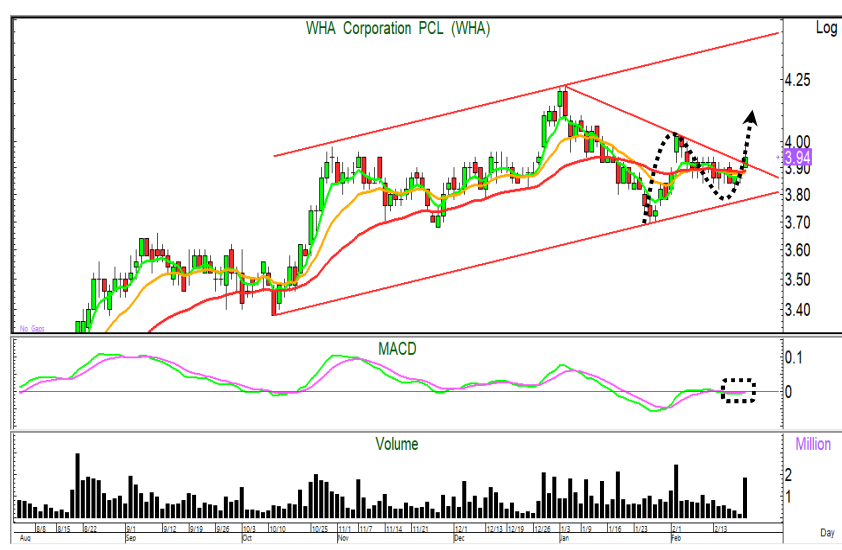 WHA Corporation PCL (WHA)
Log
4.25
4.00
3.94
3.90
3.80
3.70
3.60
3.50
3.40
No Gaps
MACD
0.1
0
Volume
Million
2
1
8/8 8/15 8/22 9/1 9/12 9/19 9/26 10/3 10/10 10/25 11/1 11/7 11/14 11/21 12/1 12/13 12/19 12/26 1/3 1/9 1/16 1/23 2/1 2/13
Aug Sep Oct Nov Dec Jan Feb
Day